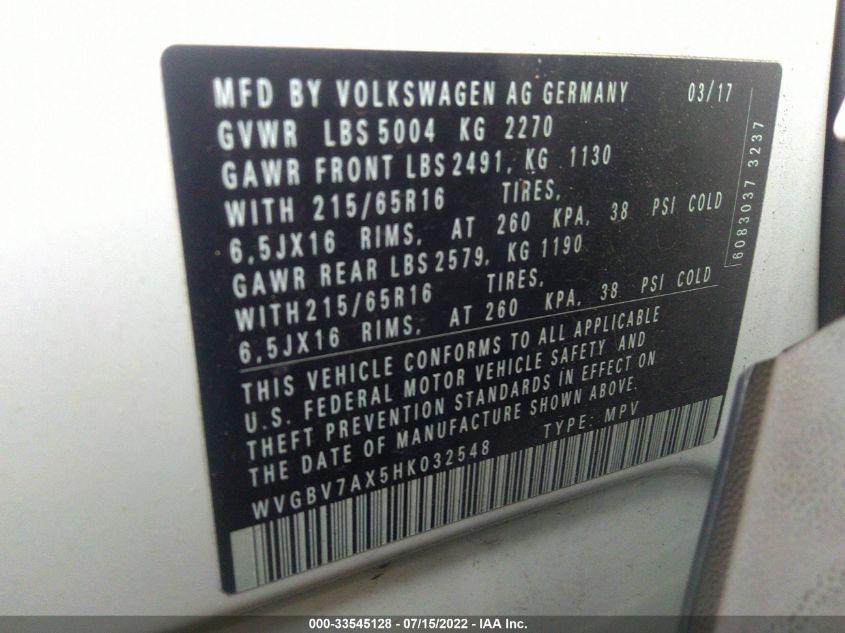 MFD BY VOLKSWAGEN AG GERMANY 03/17
GVWR LBS 5004 KG 2270
GAWR FRONT LBS 2491, KG 1130
WITH 215/65R16 TIRES,
6,5JX16 RIMS, AT 260 KPA, 38 PSI COLD
GAWR REAR LBS 2579, KG 1190
WITH 215/65R16 TIRES,
6,5JX16 RIMS, AT 260 KPA, 38 PSI COLD
THIS VEHICLE CONFORMS TO ALL APPLICABLE
U.S. FEDERAL MOTOR VEHICLE SAFETY AND
THEFT PREVENTION STANDARDS IN EFFECT ON
THE DATE OF MANUFACTURE SHOWN ABOVE.
WVGBV7AX5HK032548 TYPE: MPV
6083037 3237
000-33545128 - 07/15/2022 - IAA Inc.